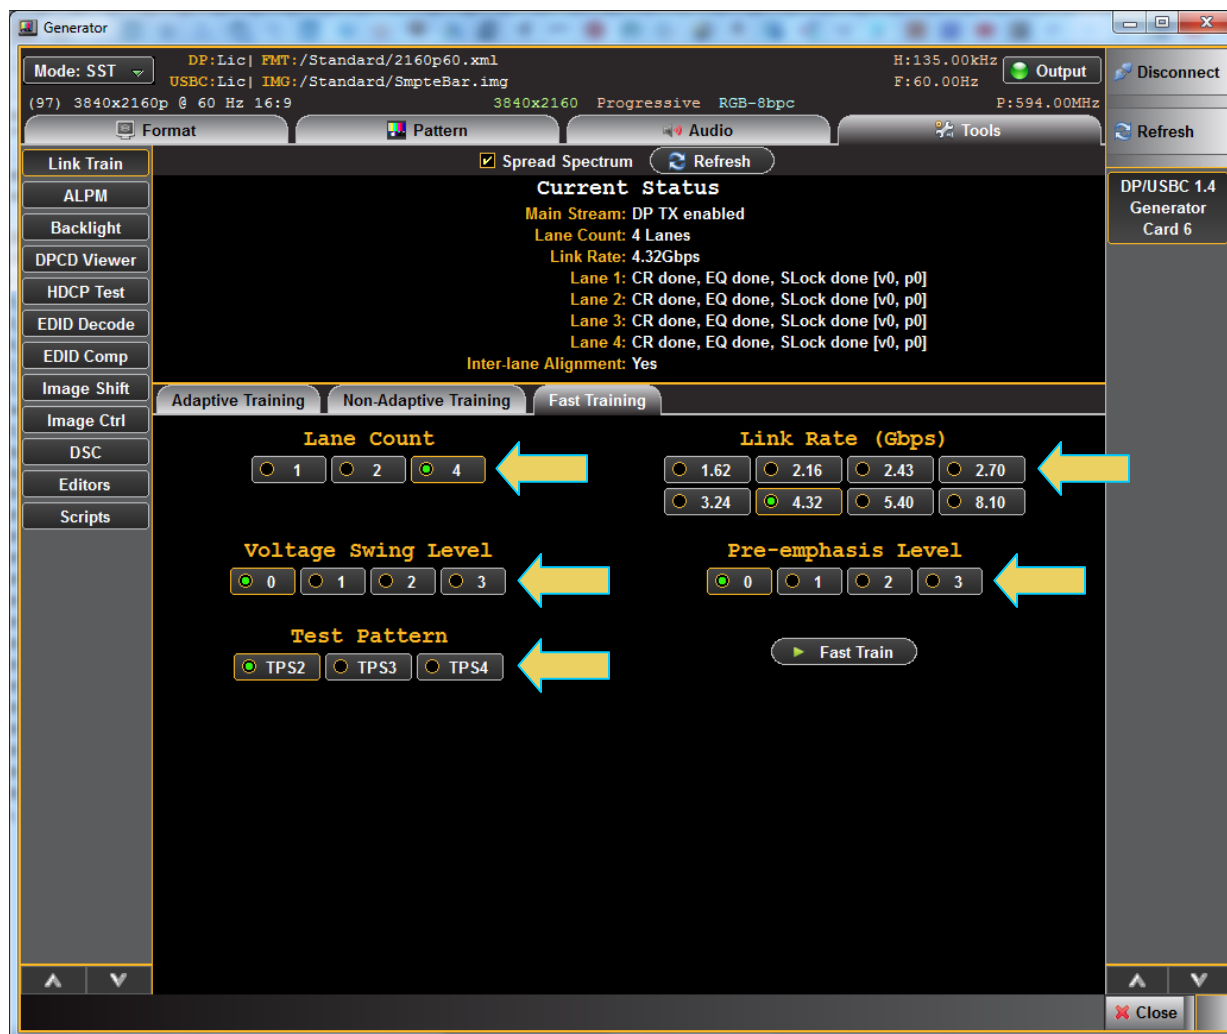 Generator
Mode: SST
DP:Lic| FMT:/Standard/2160p60.xml
USBC:Lic| IMG:/Standard/SmpteBar.img
H:135.00kHz
F:60.00Hz
Output
(97) 3840x2160p @ 60 Hz 16:9
3840x2160 Progressive RGB-8bpc
P:594.00MHz
Disconnect
Refresh
Format
Pattern
Audio
Tools
Link Train
ALPM
Backlight
DPCD Viewer
HDCP Test
EDID Decode
EDID Comp
Image Shift
Image Ctrl
DSC
Editors
Scripts
Spread Spectrum
Refresh
Current Status
Main Stream: DP TX enabled
Lane Count: 4 Lanes
Link Rate: 4.32Gbps
Lane 1: CR done, EQ done, SLock done [v0, p0]
Lane 2: CR done, EQ done, SLock done [v0, p0]
Lane 3: CR done, EQ done, SLock done [v0, p0]
Lane 4: CR done, EQ done, SLock done [v0, p0]
Inter-lane Alignment: Yes
DP/USBC 1.4
Generator
Card 6
Adaptive Training
Non-Adaptive Training
Fast Training
Lane Count
1 2 4
Link Rate (Gbps)
1.62 2.16 2.43 2.70
3.24 4.32 5.40 8.10
Voltage Swing Level
0 1 2 3
Pre-emphasis Level
0 1 2 3
Test Pattern
TPS2 TPS3 TPS4
Fast Train
Close